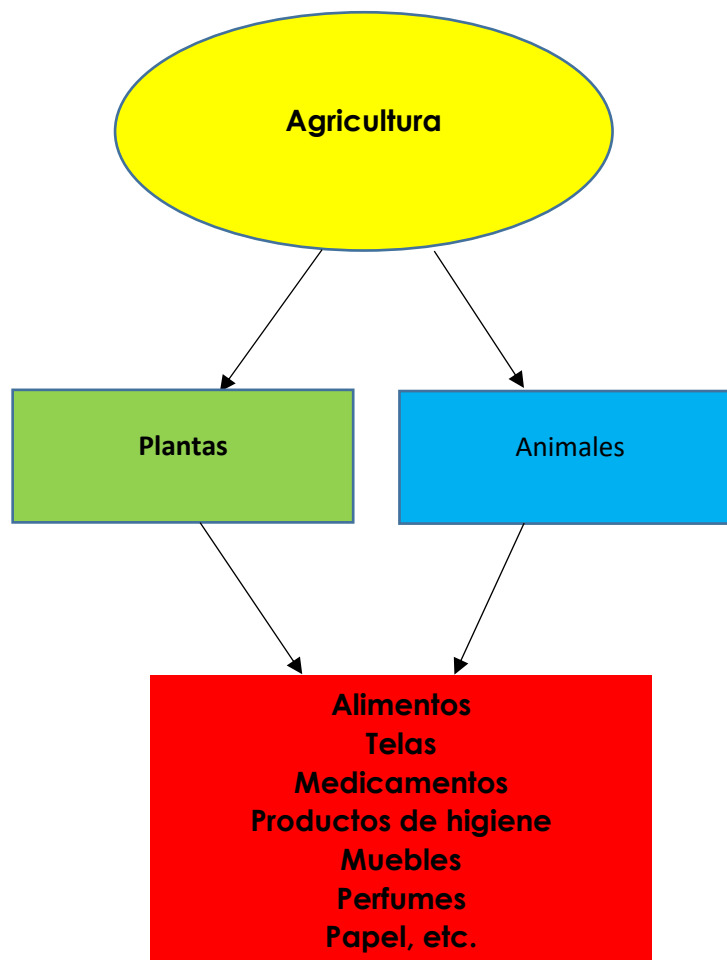 Agricultura
Plantas
Animales
Alimentos
Telas
Medicamentos
Productos de higiene
Muebles
Perfumes
Papel, etc.